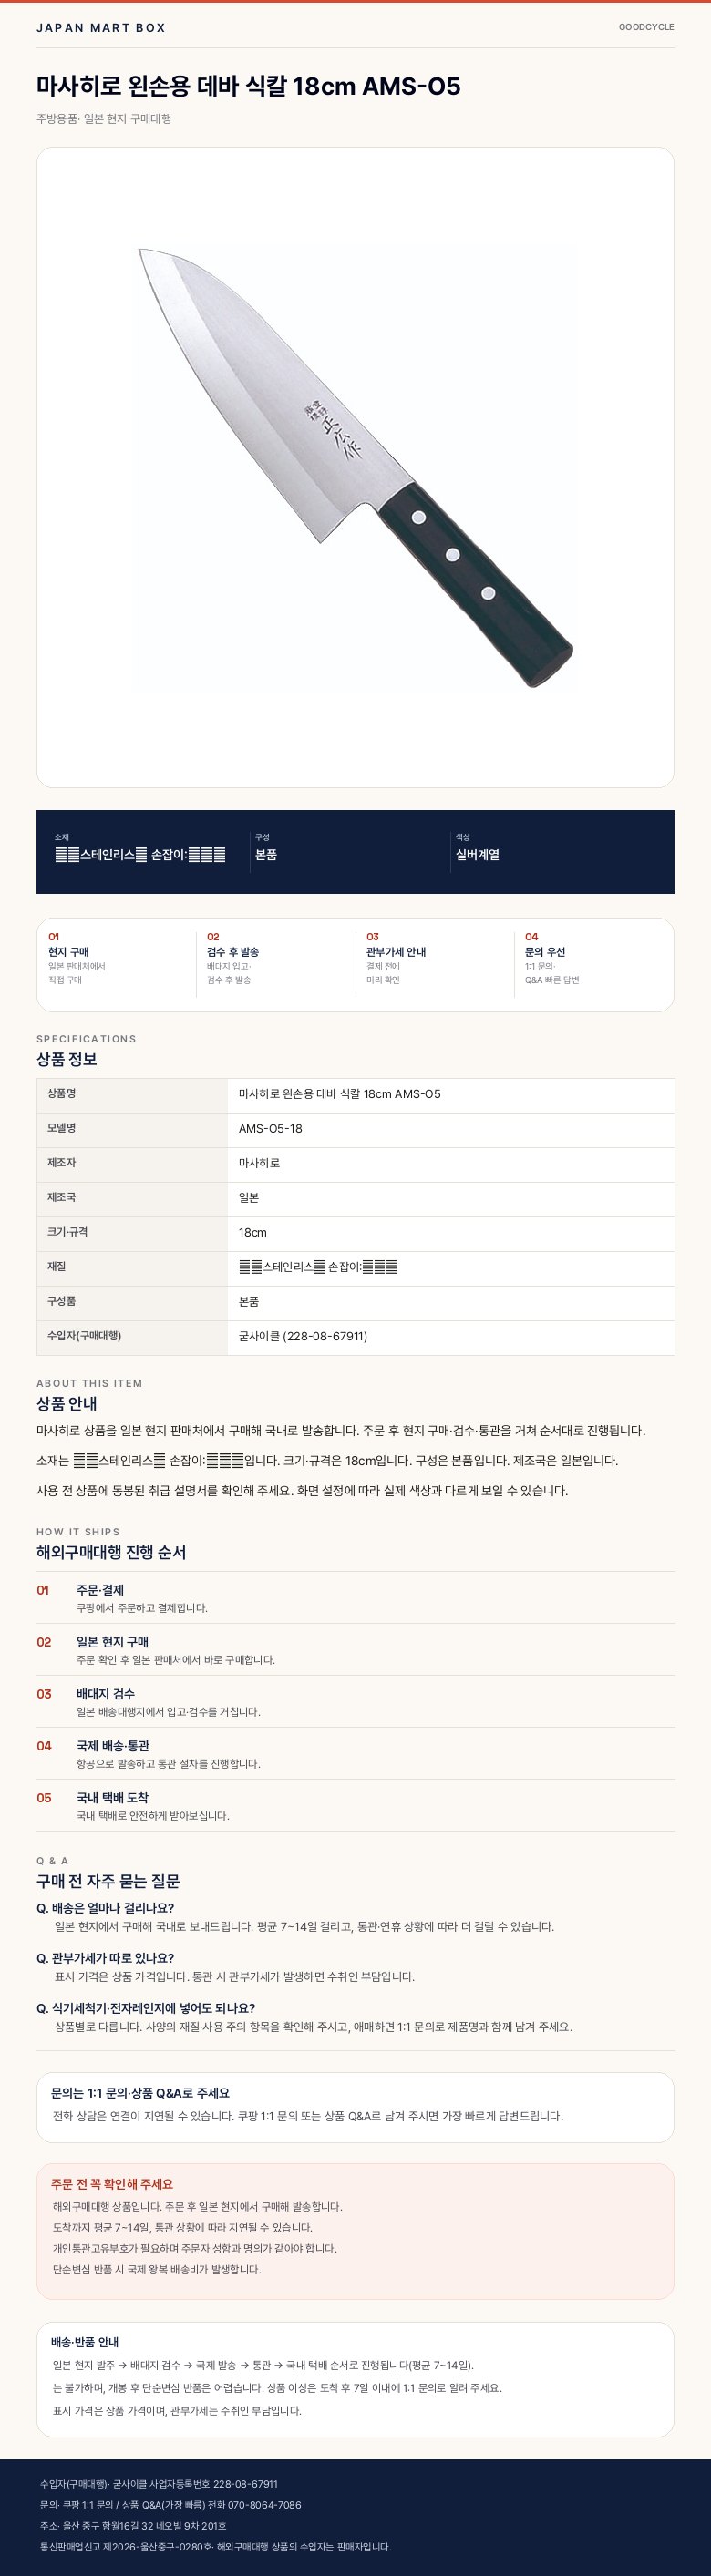 JAPAN MART BOX
GOODCYCLE
마사히로 왼손용 데바 식칼 18cm AMS-O5
주방용품· 일본 현지 구매대행
正広作
소재
스테인리스 손잡이:
구성
본품
색상
실버계열
01
현지 구매
일본 판매처에서
직접 구매
02
검수 후 발송
배대지 입고·
검수 후 발송
03
관부가세 안내
결제 전에
미리 확인
04
문의 우선
1:1 문의·
Q&A 빠른 답변
SPECIFICATIONS
상품 정보
상품명 마사히로 왼손용 데바 식칼 18cm AMS-O5
모델명 AMS-O5-18
제조자 마사히로
제조국 일본
크기·규격 18cm
재질 스테인리스 손잡이:
구성품 본품
수입자(구매대행) 굳사이클 (228-08-67911)
ABOUT THIS ITEM
상품 안내
마사히로 상품을 일본 현지 판매처에서 구매해 국내로 발송합니다. 주문 후 현지 구매·검수·통관을 거쳐 순서대로 진행됩니다.
소재는 스테인리스 손잡이:입니다. 크기·규격은 18cm입니다. 구성은 본품입니다. 제조국은 일본입니다.
사용 전 상품에 동봉된 취급 설명서를 확인해 주세요. 화면 설정에 따라 실제 색상과 다르게 보일 수 있습니다.
HOW IT SHIPS
해외구매대행 진행 순서
01 주문·결제
쿠팡에서 주문하고 결제합니다.
02 일본 현지 구매
주문 확인 후 일본 판매처에서 바로 구매합니다.
03 배대지 검수
일본 배송대행지에서 입고·검수를 거칩니다.
04 국제 배송·통관
항공으로 발송하고 통관 절차를 진행합니다.
05 국내 택배 도착
국내 택배로 안전하게 받아보십니다.
Q & A
구매 전 자주 묻는 질문
Q. 배송은 얼마나 걸리나요?
일본 현지에서 구매해 국내로 보내드립니다. 평균 7~14일 걸리고, 통관·연휴 상황에 따라 더 걸릴 수 있습니다.
Q. 관부가세가 따로 있나요?
표시 가격은 상품 가격입니다. 통관 시 관부가세가 발생하면 수취인 부담입니다.
Q. 식기세척기·전자레인지에 넣어도 되나요?
상품별로 다릅니다. 사양의 재질·사용 주의 항목을 확인해 주시고, 애매하면 1:1 문의로 제품명과 함께 남겨 주세요.
문의는 1:1 문의·상품 Q&A로 주세요
전화 상담은 연결이 지연될 수 있습니다. 쿠팡 1:1 문의 또는 상품 Q&A로 남겨 주시면 가장 빠르게 답변드립니다.
주문 전 꼭 확인해 주세요
해외구매대행 상품입니다. 주문 후 일본 현지에서 구매해 발송합니다.
도착까지 평균 7~14일, 통관 상황에 따라 지연될 수 있습니다.
개인통관고유부호가 필요하며 주문자 성함과 명의가 같아야 합니다.
단순변심 반품 시 국제 왕복 배송비가 발생합니다.
배송·반품 안내
일본 현지 발주 → 배대지 검수 → 국제 발송 → 통관 → 국내 택배 순서로 진행됩니다(평균 7~14일).
는 불가하며, 개봉 후 단순변심 반품은 어렵습니다. 상품 이상은 도착 후 7일 이내에 1:1 문의로 알려 주세요.
표시 가격은 상품 가격이며, 관부가세는 수취인 부담입니다.
수입자(구매대행)· 굳사이클 사업자등록번호 228-08-67911
문의· 쿠팡 1:1 문의 / 상품 Q&A(가장 빠름) 전화 070-8064-7086
주소· 울산 중구 함월16길 32 네오빌 9차 201호
통신판매업신고 제2026-울산중구-0280호· 해외구매대행 상품의 수입자는 판매자입니다.